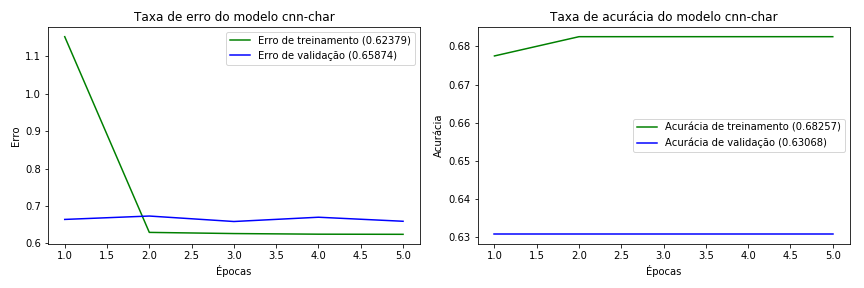 Taxa de erro do modelo cnn-char
Erro de treinamento (0.62379)
Erro de validação (0.65874)
1.1
1.0
0.9
0.8
0.7
0.6
Erro
1.0 1.5 2.0 2.5 3.0 3.5 4.0 4.5 5.0
Épocas
Taxa de acurácia do modelo cnn-char
0.68
0.67
0.66
0.65
0.64
0.63
Acurácia
Acurácia de treinamento (0.68257)
Acurácia de validação (0.63068)
1.0 1.5 2.0 2.5 3.0 3.5 4.0 4.5 5.0
Épocas